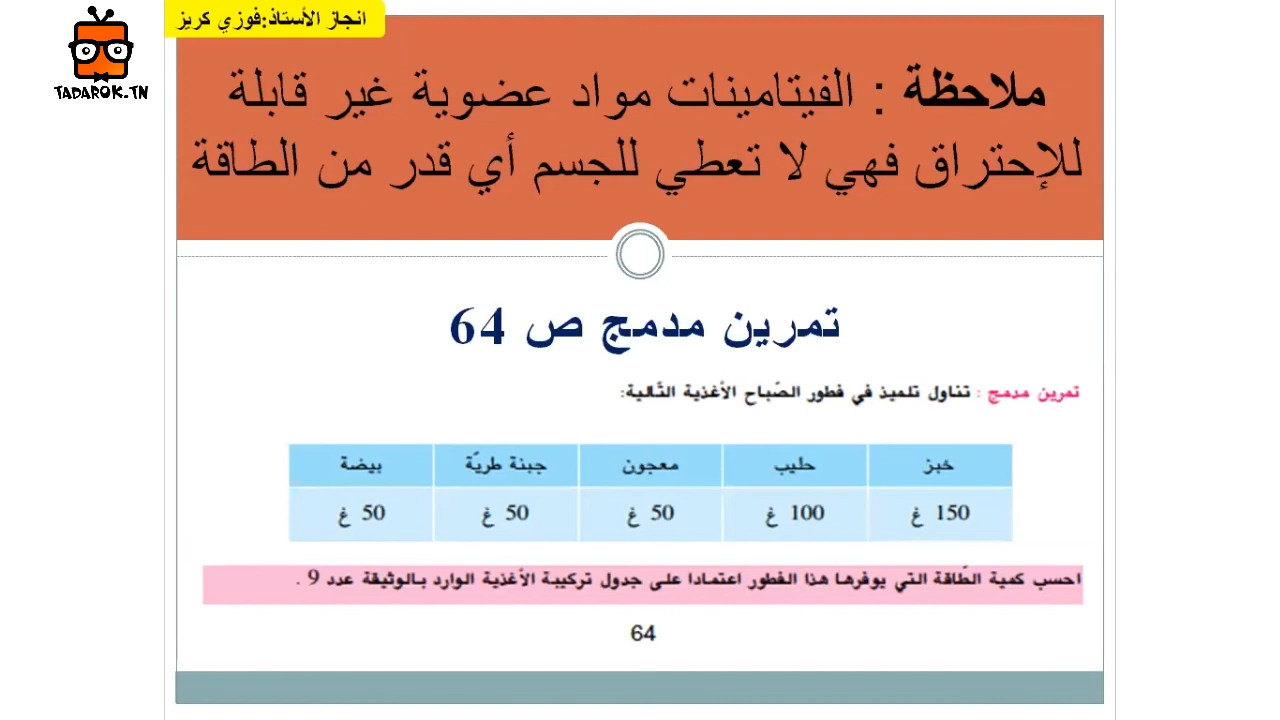 انجاز الأستاذ:فوزي كريز
TADAROK.TN
ملاحظة : الفيتامينات مواد عضوية غير قابلة
للإحتراق فهي لا تعطي للجسم أي قدر من الطاقة
تمرين مدمج ص 64
تمرين مدمج : تناول تلميذ في فطور الصّباح الأغذية التّالية:
خبز حليب معجون جبنة طريّة بيضة
150 غ 100 غ 50 غ 50 غ 50 غ
احسب كمية الطّاقة التي يوفرها هذا الفطور اعتمادا على جدول تركيبة الأغذية الوارد بالوثيقة عدد 9 .
64